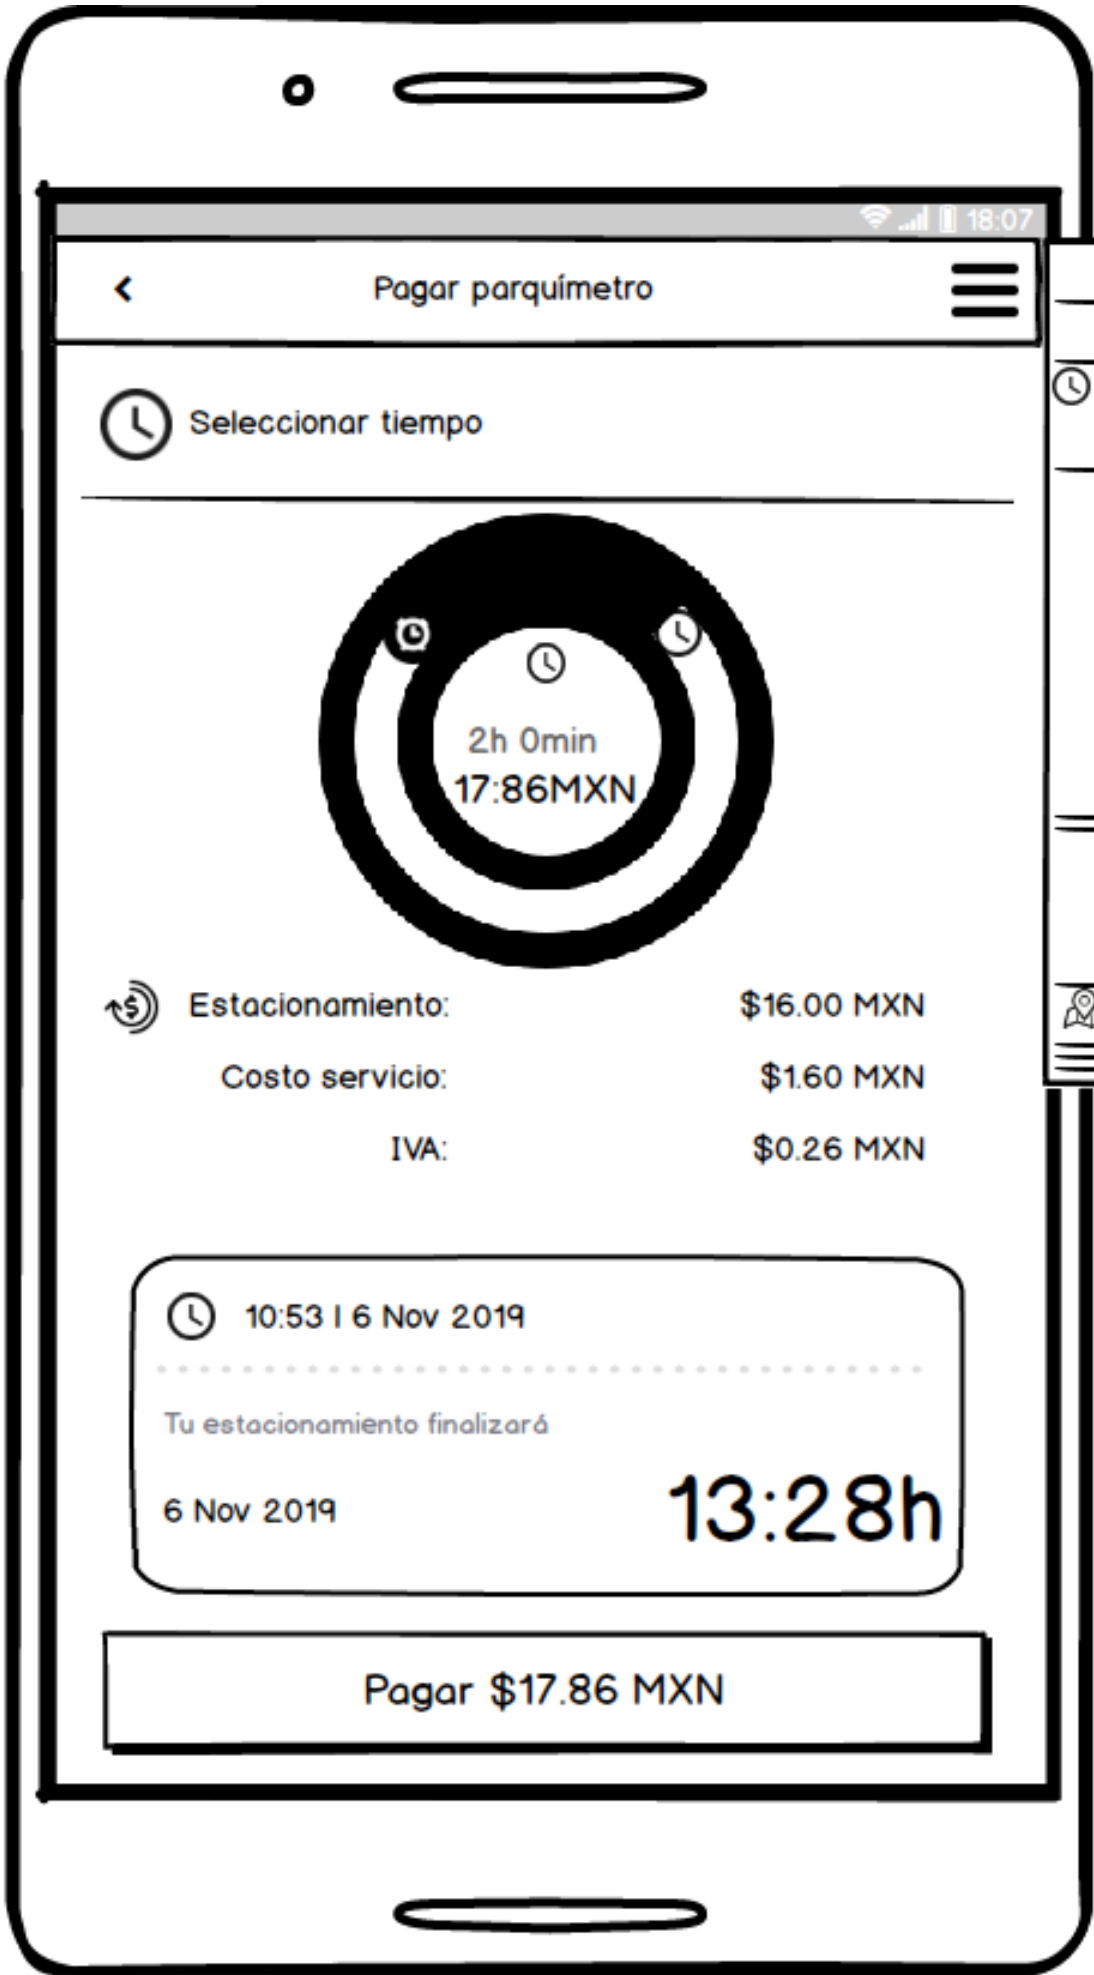 18:07
Pagar parquímetro
Seleccionar tiempo
2h 0min
17:86MXN
Estacionamiento: $16.00 MXN
Costo servicio: $1.60 MXN
IVA: $0.26 MXN
10:53 | 6 Nov 2019
Tu estacionamiento finalizará
6 Nov 2019 13:28h
Pagar $17.86 MXN